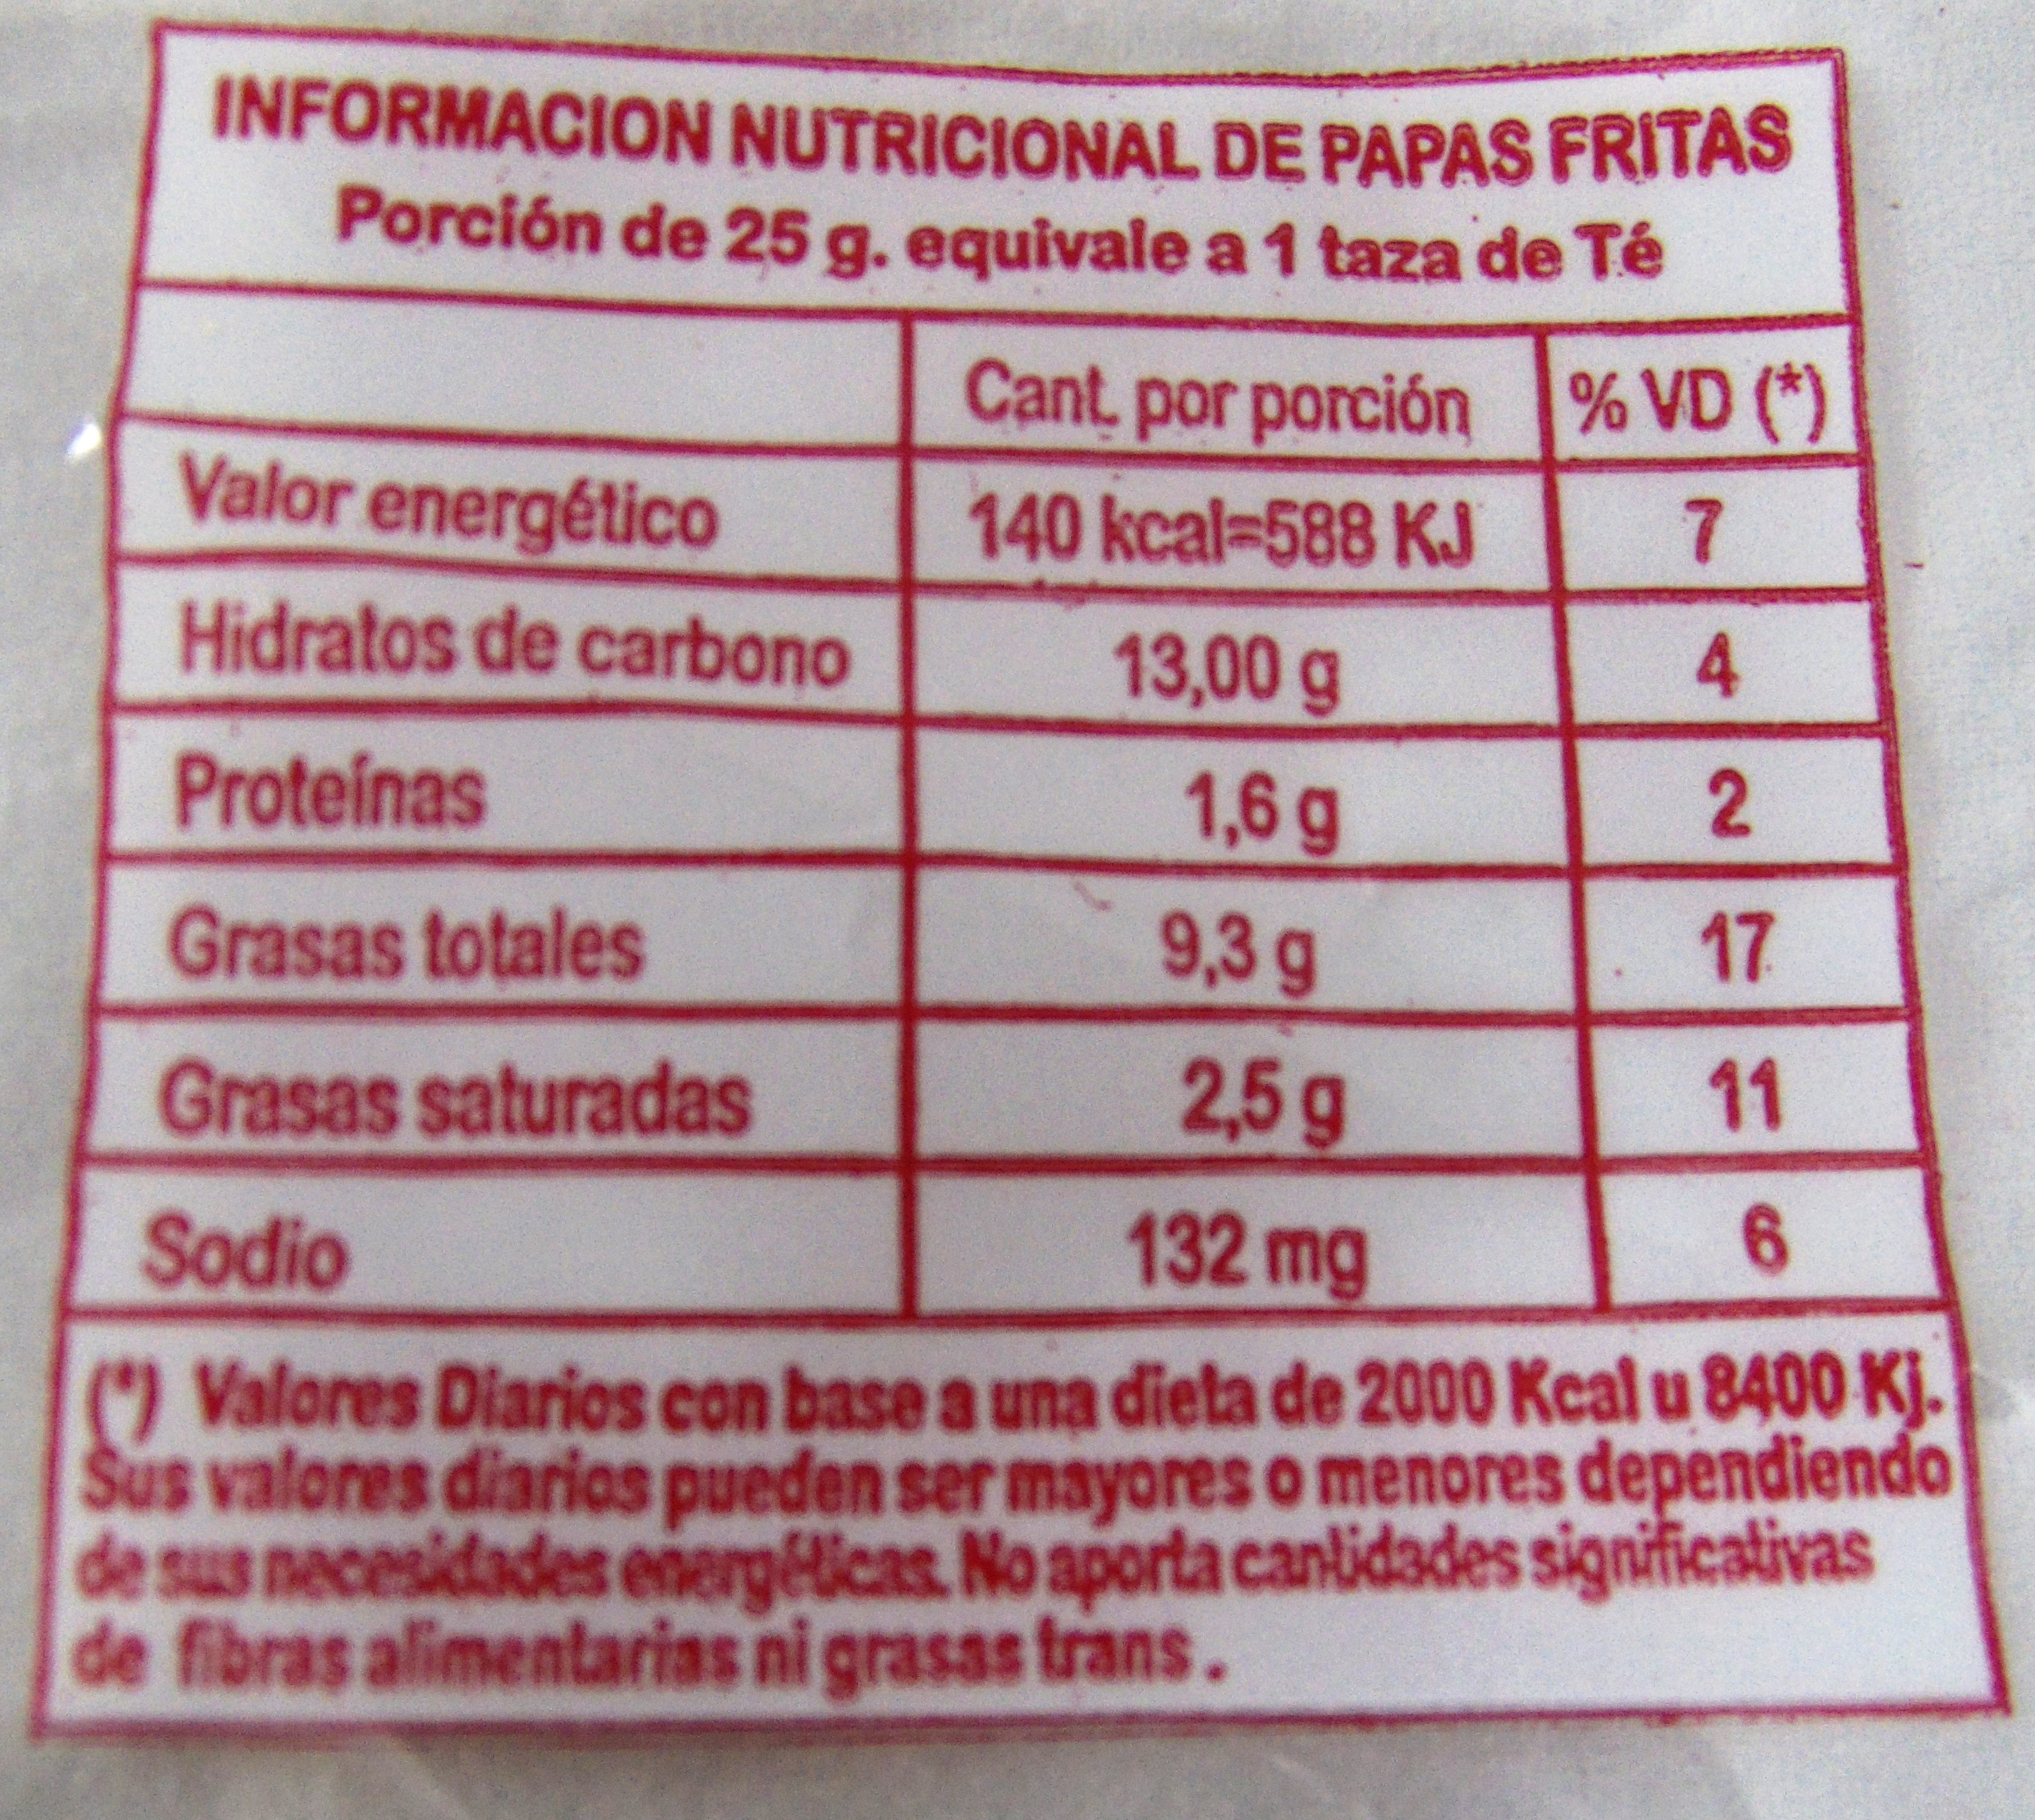 INFORMACION NUTRICIONAL DE PAPAS FRITAS
Porción de 25 g. equivale a 1 taza de Té
Cant. por porción % VD (*)
Valor energético 140 kcal=588 KJ 7
Hidratos de carbono 13,00 g 4
Proteínas 1,6 g 2
Grasas totales 9,3 g 17
Grasas saturadas 2,5 g 11
Sodio 132 mg 6
(*) Valores Diarios con base a una dieta de 2000 Kcal u 8400 Kj.
Sus valores diarios pueden ser mayores o menores dependiendo
de sus necesidades energéticas. No aporta cantidades significativas
de fibras alimentarias ni grasas trans.